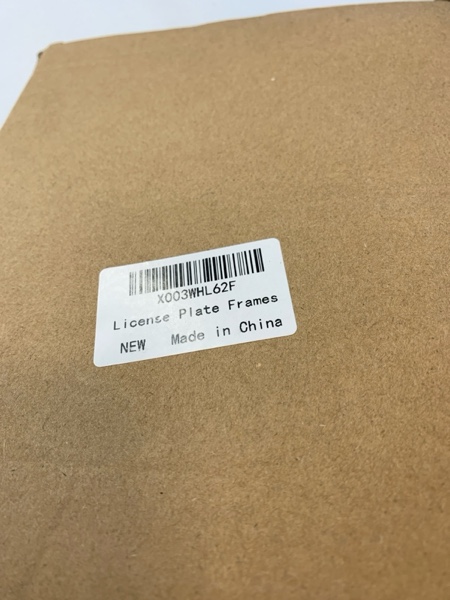 X003WHL62F
License Plate Frames
NEW Made in China